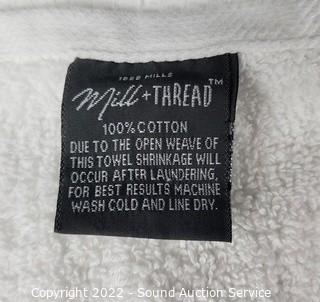 1888 MILLS
Mill + THREAD™
100% COTTON
DUE TO THE OPEN WEAVE OF
THIS TOWEL SHRINKAGE WILL
OCCUR AFTER LAUNDERING,
FOR BEST RESULTS MACHINE
WASH COLD AND LINE DRY.
Copyright 2022 - Sound Auction Service